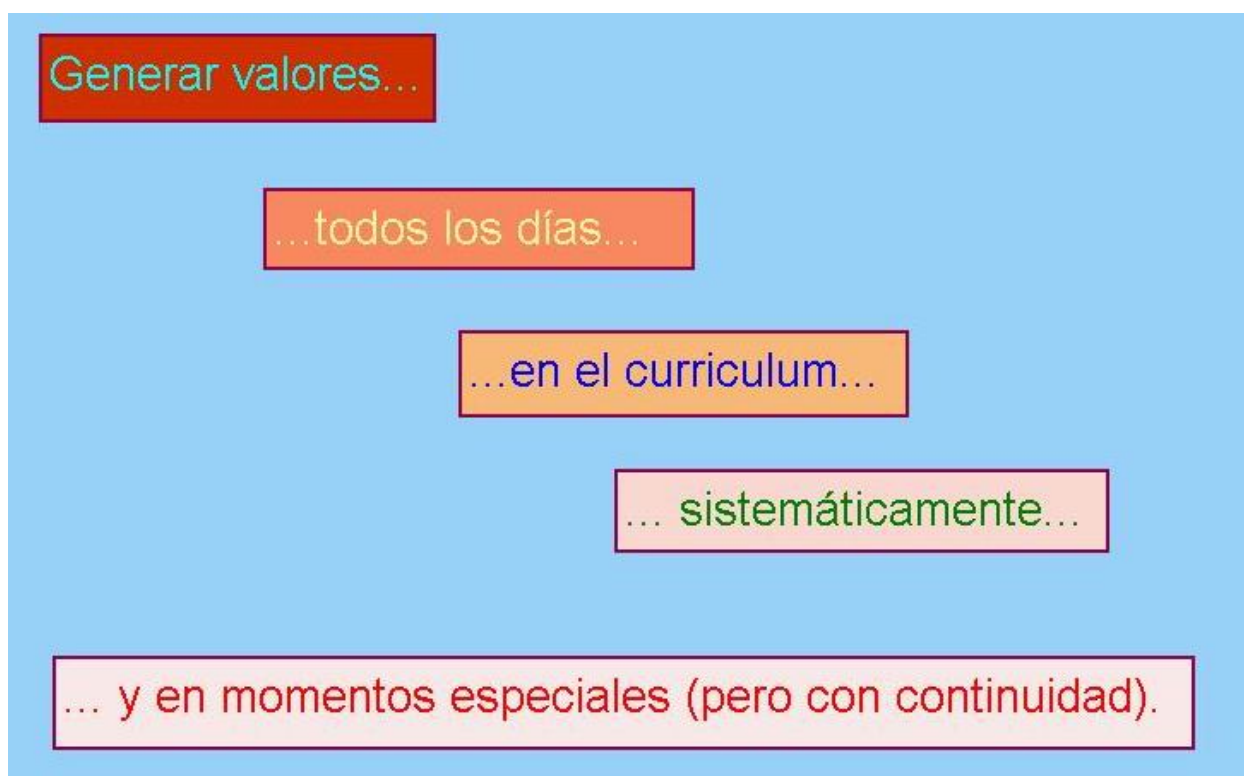 Generar valores...
...todos los días...
...en el curriculum...
... sistemáticamente...
... y en momentos especiales (pero con continuidad).